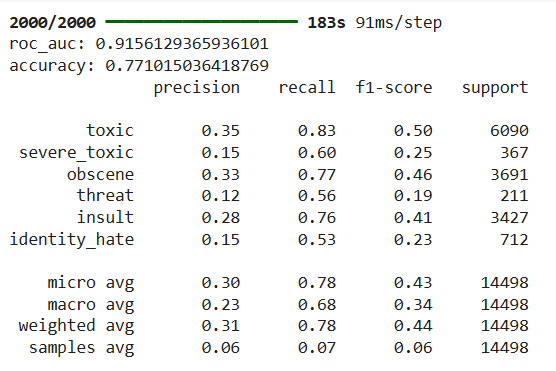 2000/2000 ━━━━━━━━━━━━━━━━━━━━ 183s 91ms/step
roc_auc: 0.9156129365936101
accuracy: 0.771015036418769
precision recall f1-score support
toxic 0.35 0.83 0.50 6090
severe_toxic 0.15 0.60 0.25 367
obscene 0.33 0.77 0.46 3691
threat 0.12 0.56 0.19 211
insult 0.28 0.76 0.41 3427
identity_hate 0.15 0.53 0.23 712
micro avg 0.30 0.78 0.43 14498
macro avg 0.23 0.68 0.34 14498
weighted avg 0.31 0.78 0.44 14498
samples avg 0.06 0.07 0.06 14498